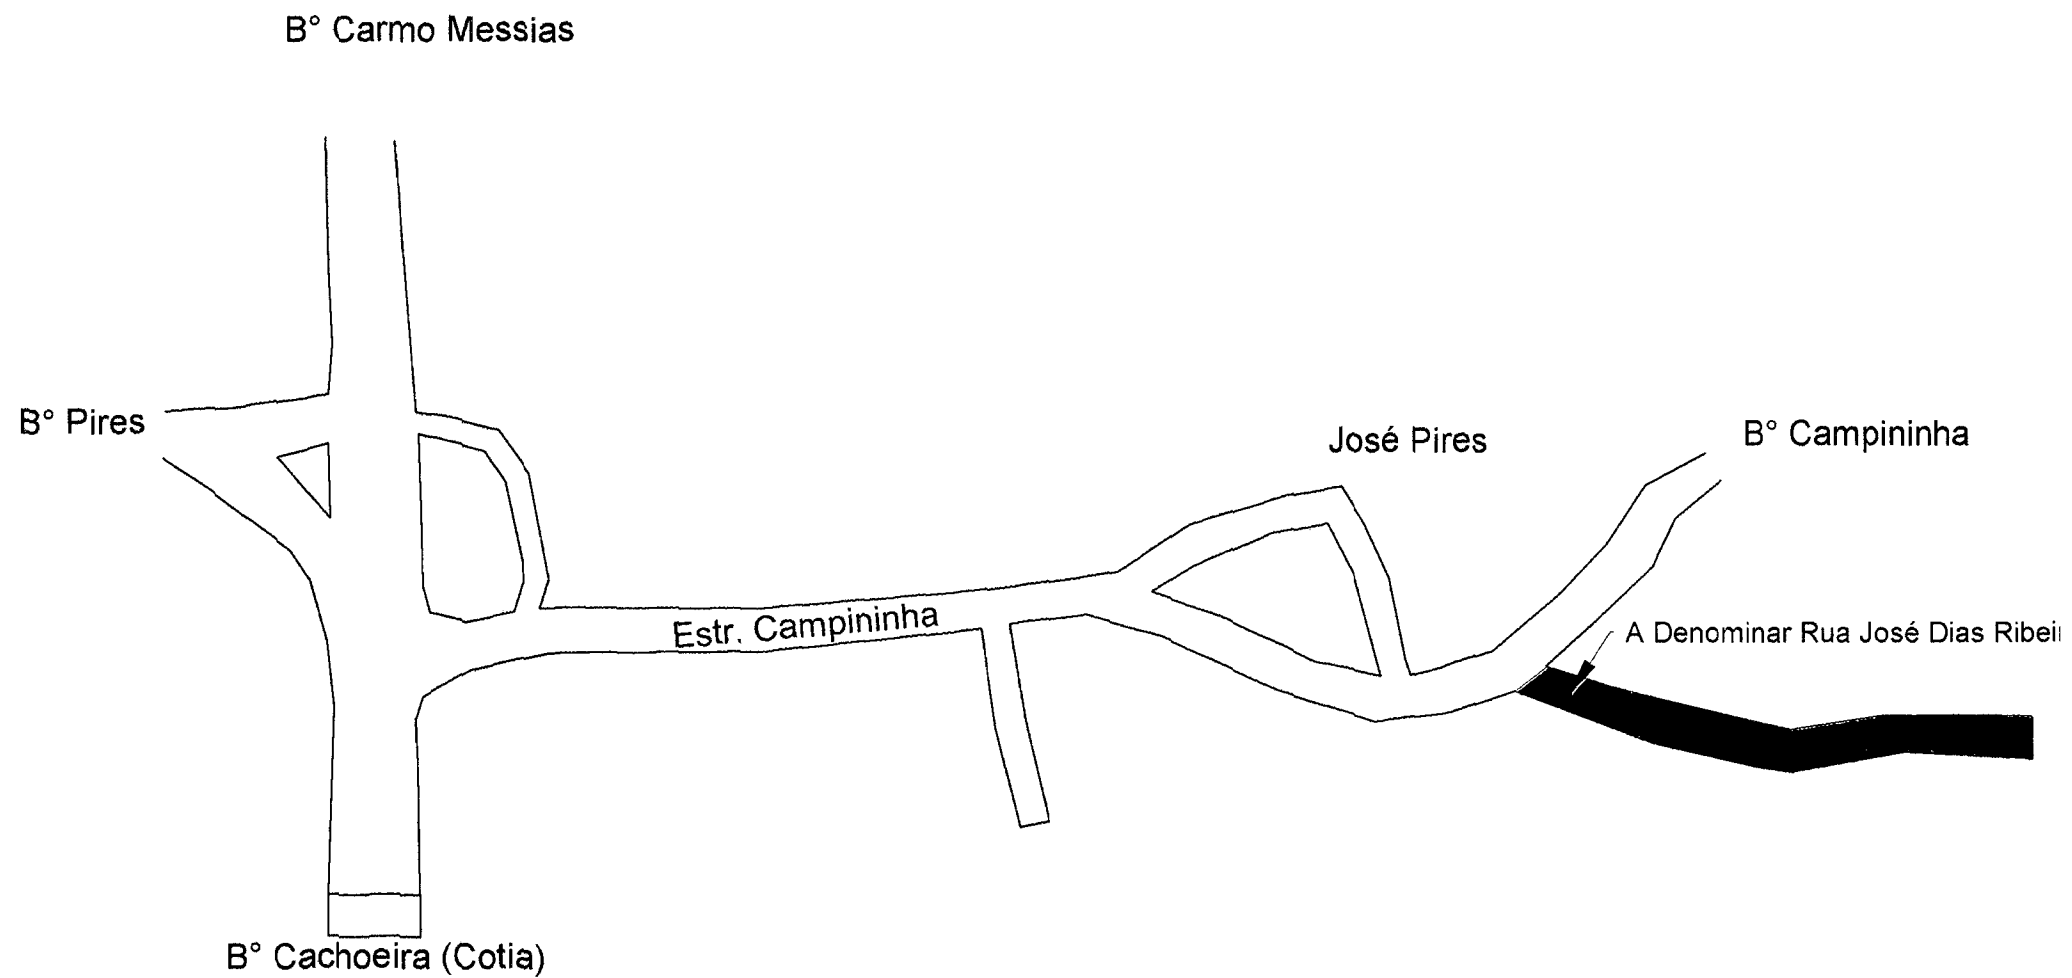 B° Carmo Messias
B° Pires
José Pires
B° Campininha
Estr. Campininha
A Denominar Rua José Dias
B° Cachoeira (Cotia)